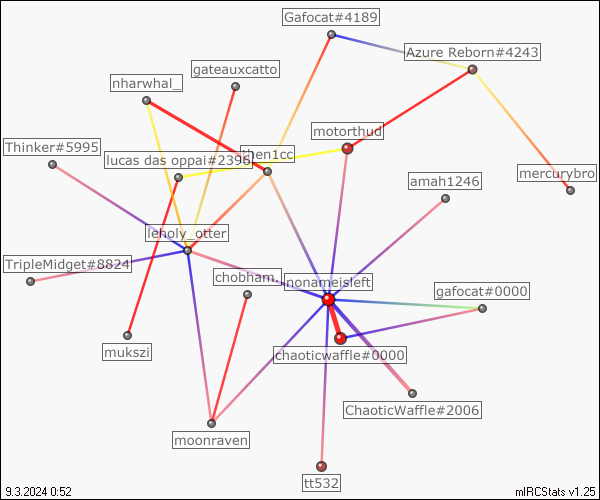 Gafocat#4189
Azure Reborn#4243
gateauxcatto
nharwhal_
motorthud
Thinker#5995
lucas das oppai#2396
then1cc
mercurybro
amah1246
leholy_otter
TripleMidget#8824
chobham.
nonameisleft
gafocat#0000
mukszi
chaoticwaffle#0000
ChaoticWaffle#2006
moonraven
tt532
9.3.2024 0:52
mIRCStats v1.25